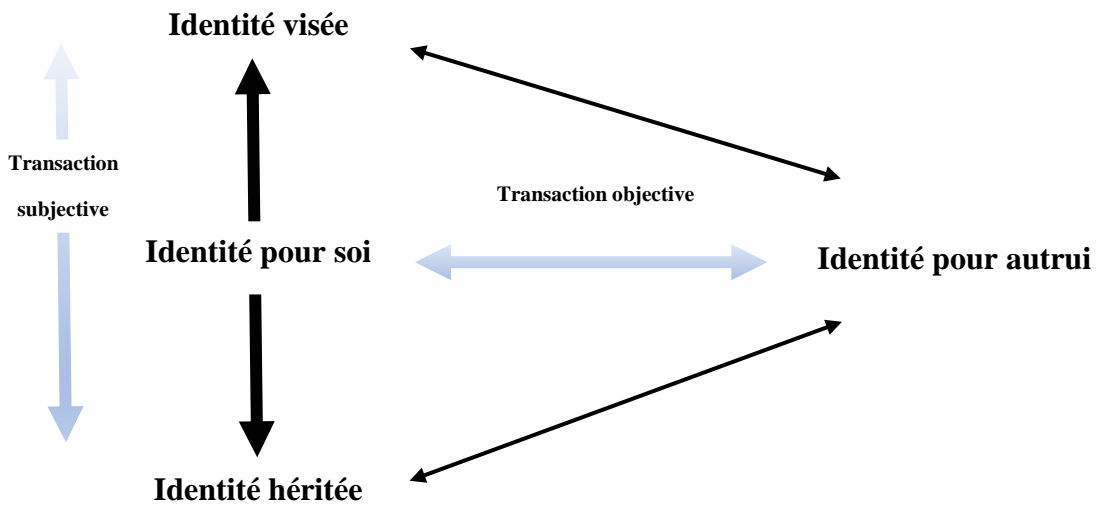 Identité visée
Transaction
subjective
Transaction objective
Identité pour soi
Identité pour autrui
Identité héritée